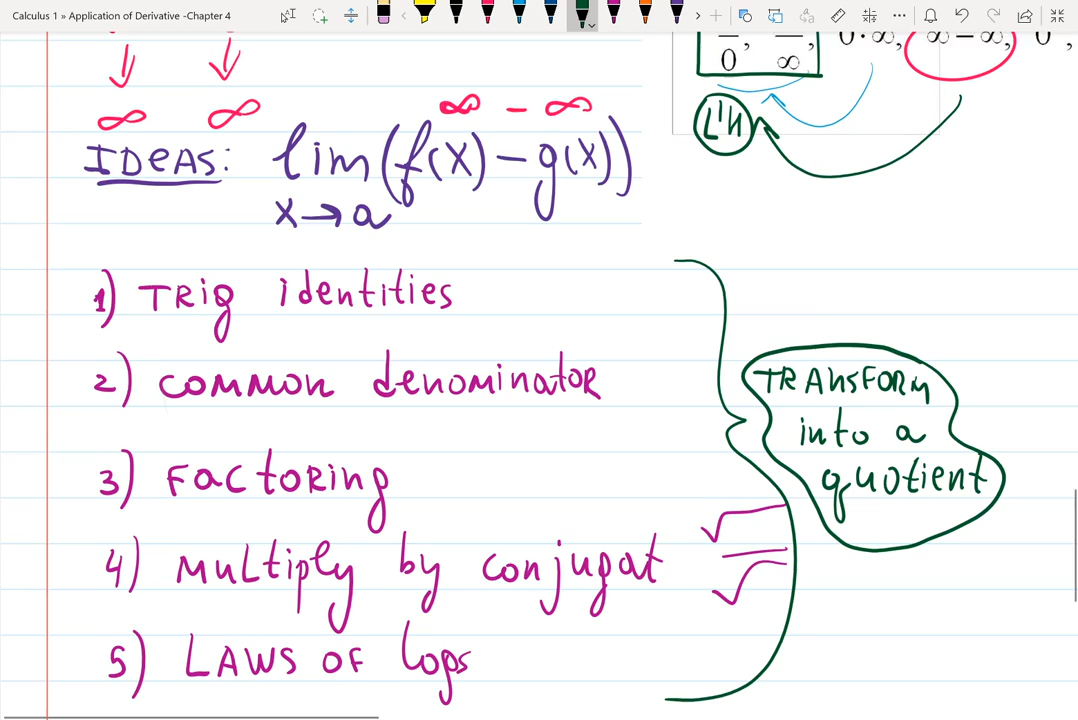 Calculus 1 » Application of Derivative -Chapter 4
0 , ∞ , 0 · ∞, ∞ − ∞, 0 ,
∞ ∞ ∞ − ∞
L'H
IDEAS: lim (f(x) − g(x))
x → a
1) TRig identities
2) COMMON denominator
3) FACtoRing
4) MULtiply by conjugat
5) LAWS OF Logs
TRANSFORM
into a
quotient